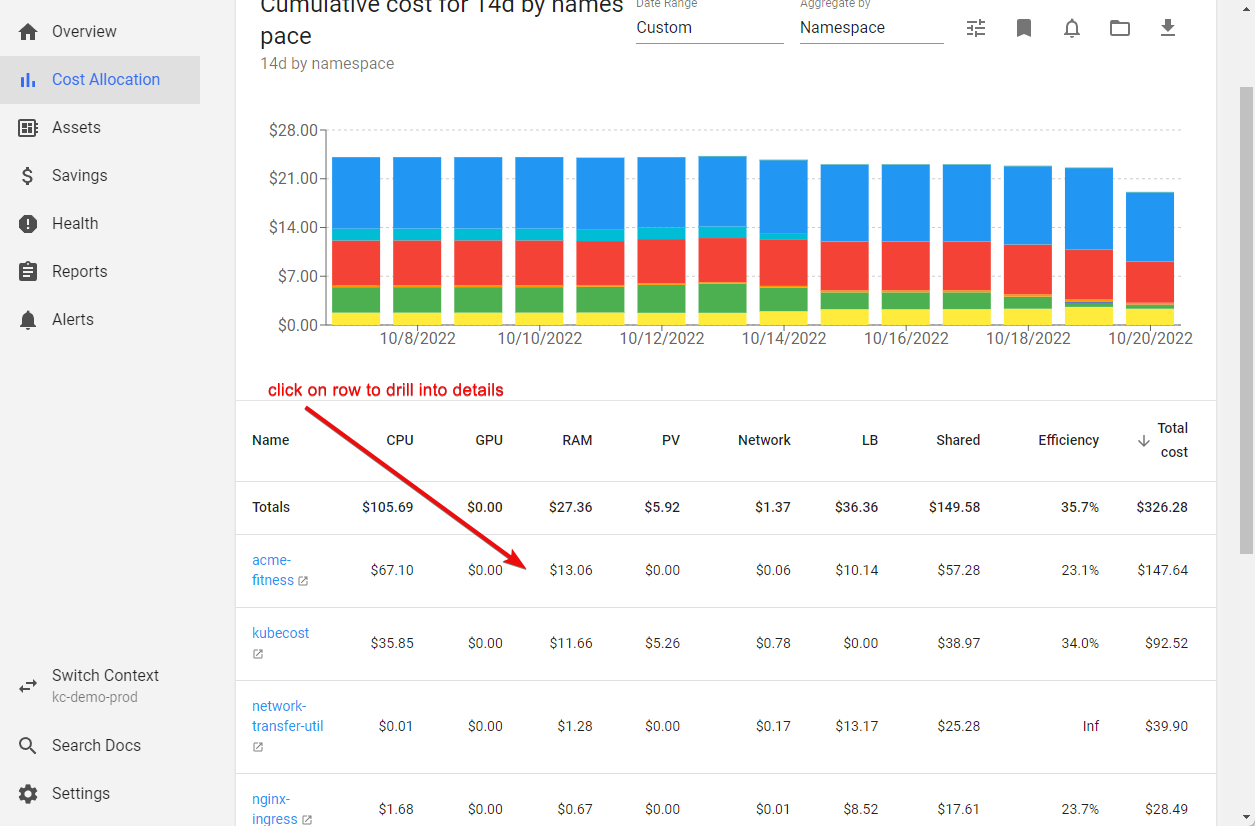 Overview
Cost Allocation
Assets
Savings
Health
Reports
Alerts
Switch Context
kc-demo-prod
Search Docs
Settings
Cumulative cost for 14d by names
pace
14d by namespace
Date Range
Custom
Aggregate by
Namespace
$28.00
$21.00
$14.00
$7.00
$0.00
10/8/2022 10/10/2022 10/12/2022 10/14/2022 10/16/2022 10/18/2022 10/20/2022
click on row to drill into details
Name CPU GPU RAM PV Network LB Shared Efficiency Total
cost
Totals $105.69 $0.00 $27.36 $5.92 $1.37 $36.36 $149.58 35.7% $326.28
acme-
fitness $67.10 $0.00 $13.06 $0.00 $0.06 $10.14 $57.28 23.1% $147.64
kubecost $35.85 $0.00 $11.66 $5.26 $0.78 $0.00 $38.97 34.0% $92.52
network-
transfer-util $0.01 $0.00 $1.28 $0.00 $0.17 $13.17 $25.28 Inf $39.90
nginx-
ingress $1.68 $0.00 $0.67 $0.00 $0.01 $8.52 $17.61 23.7% $28.49